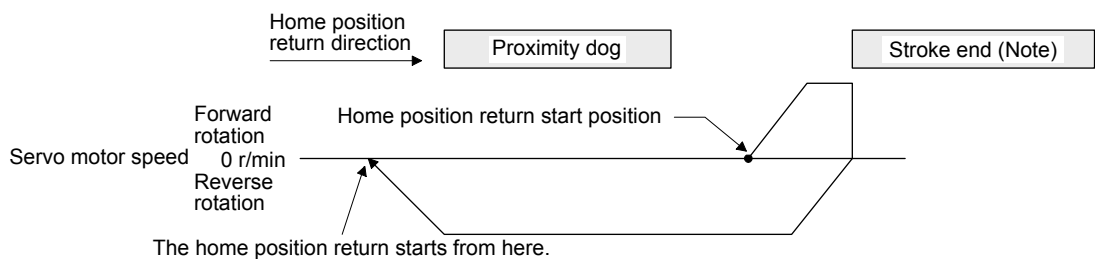 Home position
return direction
Proximity dog
Stroke end (Note)
Forward
rotation
Home position return start position
Servo motor speed
0 r/min
Reverse
rotation
The home position return starts from here.